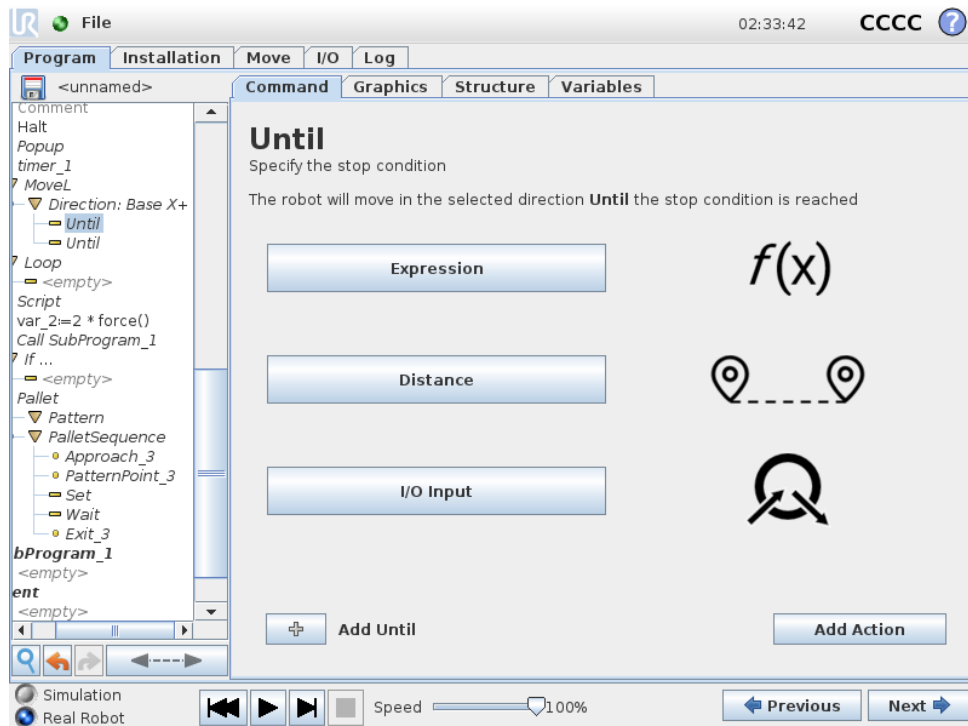 UR File 02:33:42 CCCC ?
Program Installation Move I/O Log
<unnamed> Command Graphics Structure Variables
Comment
Halt
Popup
timer_1
MoveL
Direction: Base X+
Until
Until
Loop
<empty>
Script
var_2:=2 * force()
Call SubProgram_1
If ...
<empty>
Pallet
Pattern
PalletSequence
Approach_3
PatternPoint_3
Set
Wait
Exit_3
bProgram_1
<empty>
ent
<empty>
Until
Specify the stop condition
The robot will move in the selected direction Until the stop condition is reached
Expression f(x)
Distance
I/O Input
Add Until Add Action
Simulation
Real Robot
Speed 100% Previous Next